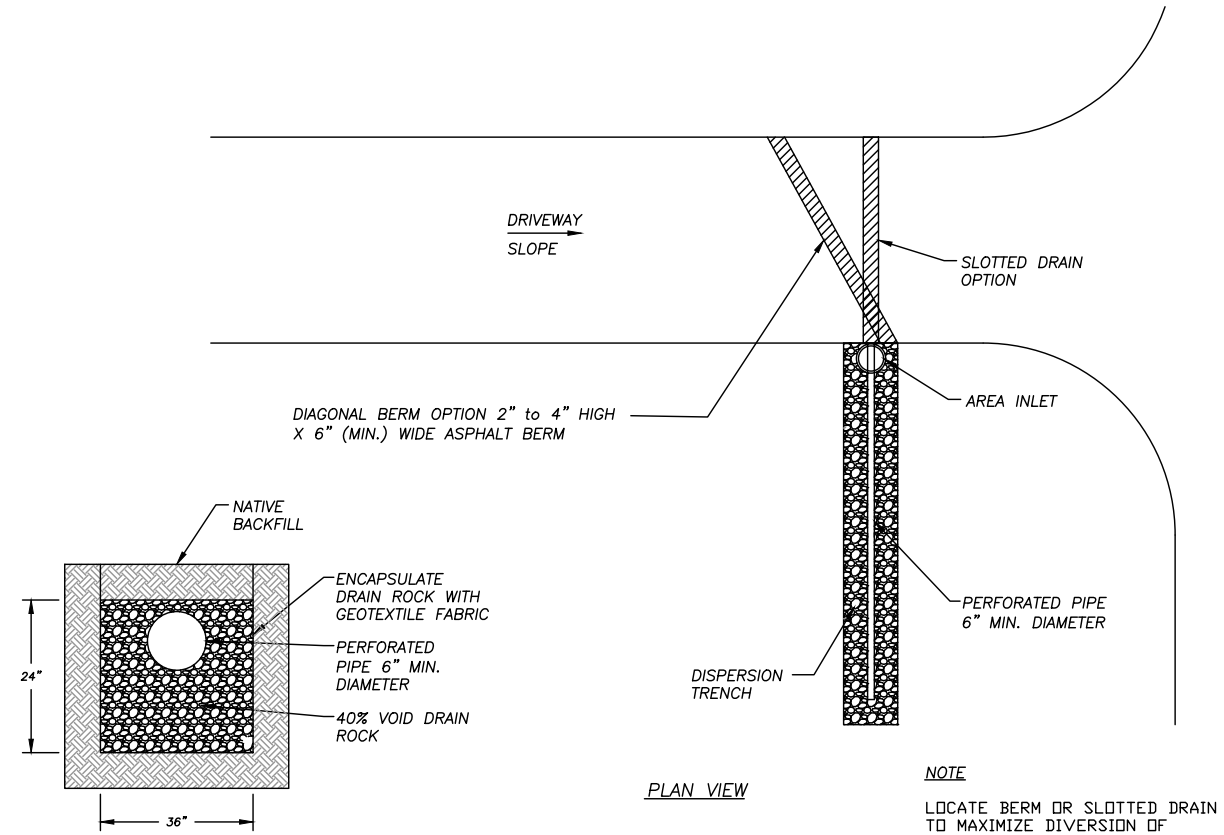 DRIVEWAY
SLOPE
SLOTTED DRAIN
OPTION
AREA INLET
DIAGONAL BERM OPTION 2" to 4" HIGH
X 6" (MIN.) WIDE ASPHALT BERM
NATIVE
BACKFILL
ENCAPSULATE
DRAIN ROCK WITH
GEOTEXTILE FABRIC
PERFORATED
PIPE 6" MIN.
DIAMETER
40% VOID DRAIN
ROCK
24"
36"
PERFORATED PIPE
6" MIN. DIAMETER
DISPERSION
TRENCH
PLAN VIEW
NOTE
LOCATE BERM OR SLOTTED DRAIN
TO MAXIMIZE DIVERSION OF